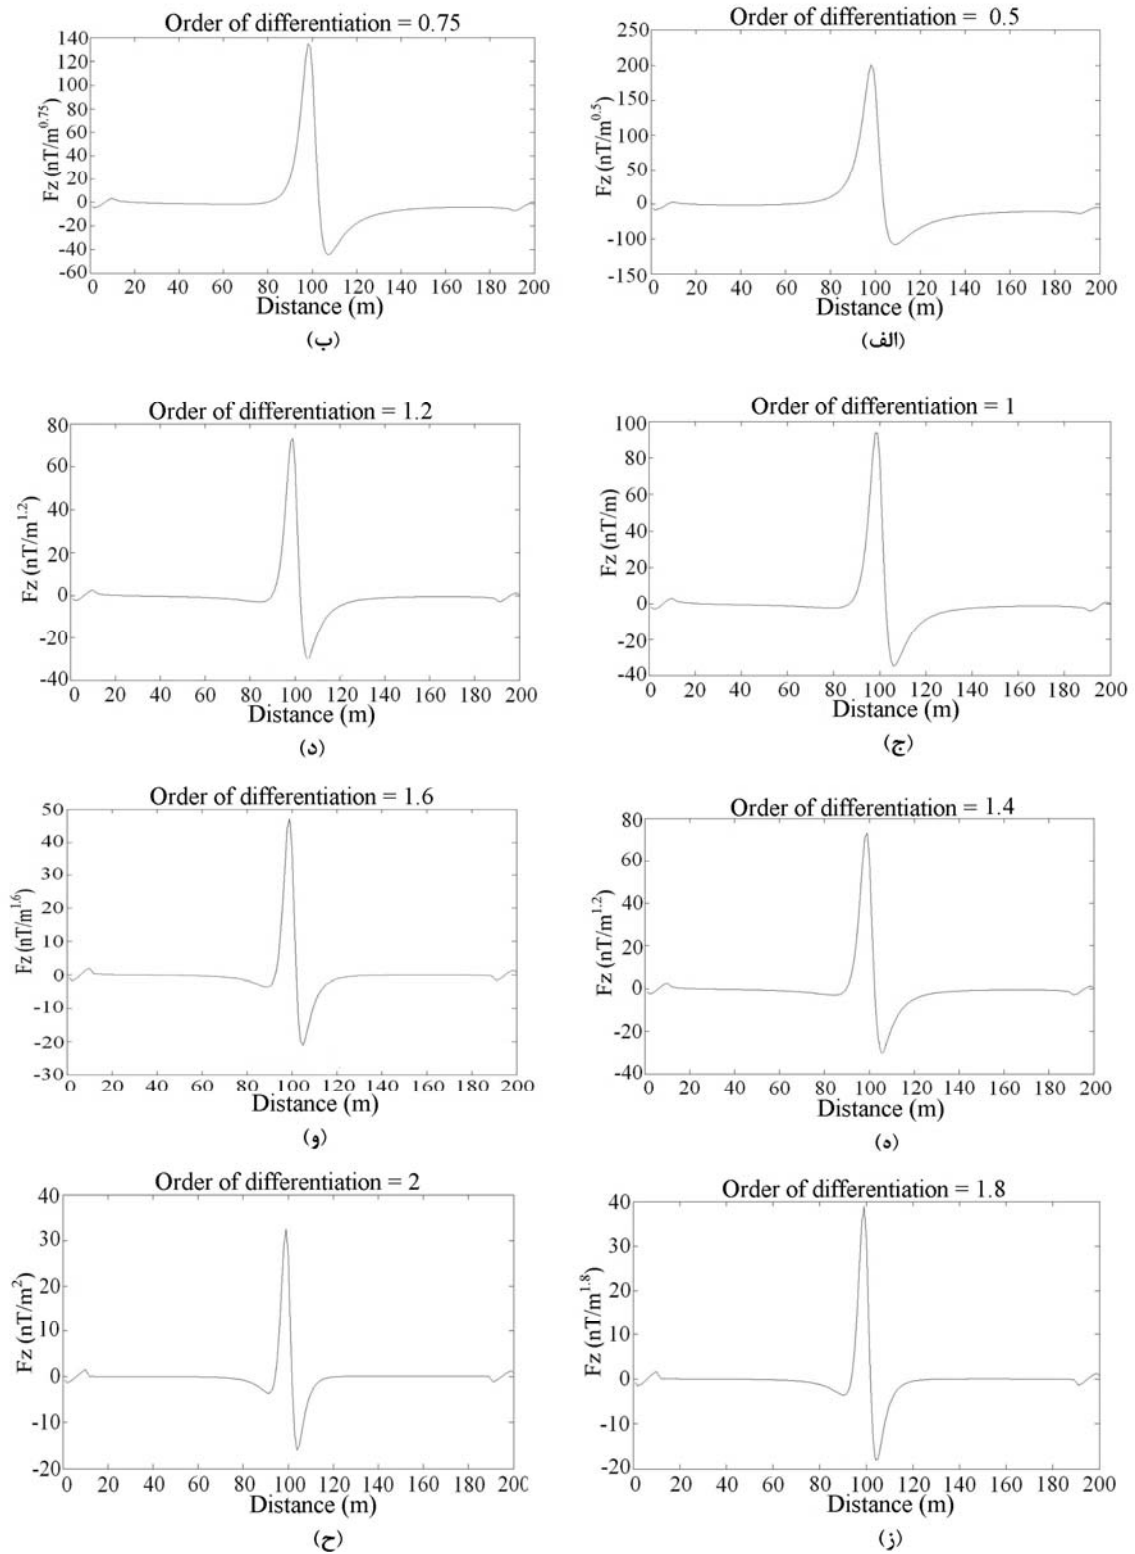 Order of differentiation = 0.75
140
120
100
80
60
40
20
0
-20
-40
-60
Fz (nT/m^0.75)
0 20 40 60 80 100 120 140 160 180 200
Distance (m)
(ب)
Order of differentiation = 0.5
250
200
150
100
50
0
-50
-100
-150
Fz (nT/m^0.5)
0 20 40 60 80 100 120 140 160 180 200
Distance (m)
(الف)
Order of differentiation = 1.2
80
60
40
20
0
-20
-40
Fz (nT/m^1.2)
0 20 40 60 80 100 120 140 160 180 200
Distance (m)
(د)
Order of differentiation = 1
100
80
60
40
20
0
-20
-40
Fz (nT/m)
0 20 40 60 80 100 120 140 160 180 200
Distance (m)
(ج)
Order of differentiation = 1.6
50
40
30
20
10
0
-10
-20
-30
Fz (nT/m^1.6)
0 20 40 60 80 100 120 140 160 180 200
Distance (m)
(و)
Order of differentiation = 1.4
80
60
40
20
0
-20
-40
Fz (nT/m^1.2)
0 20 40 60 80 100 120 140 160 180 200
Distance (m)
(ه)
Order of differentiation = 2
40
30
20
10
0
-10
-20
Fz (nT/m^2)
0 20 40 60 80 100 120 140 160 180 200
Distance (m)
(ح)
Order of differentiation = 1.8
40
30
20
10
0
-10
-20
Fz (nT/m^1.8)
0 20 40 60 80 100 120 140 160 180 200
Distance (m)
(ز)